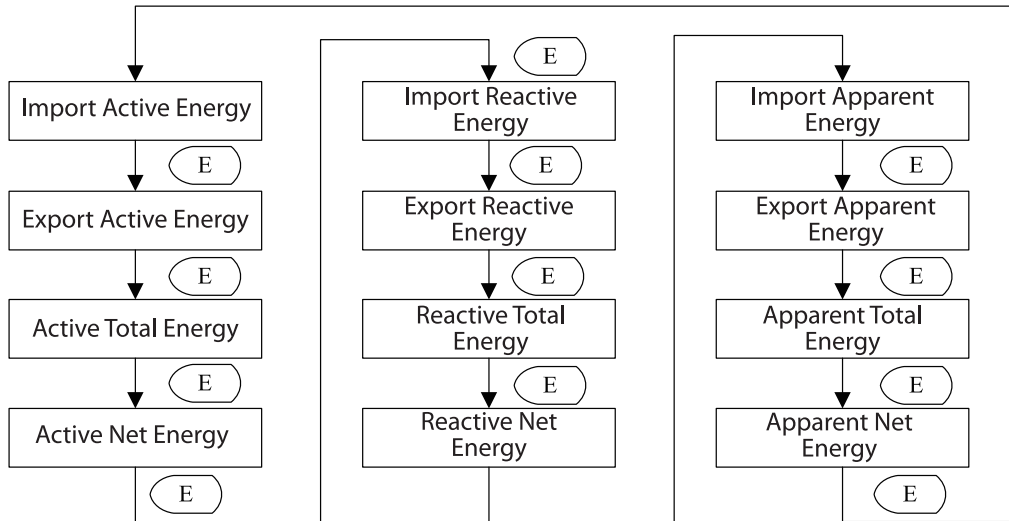 Import Active Energy
E
Export Active Energy
E
Active Total Energy
E
Active Net Energy
E
E
Import Reactive
Energy
E
Export Reactive
Energy
E
Reactive Total
Energy
E
Reactive Net
Energy
Import Apparent
Energy
E
Export Apparent
Energy
E
Apparent Total
Energy
E
Apparent Net
Energy
E